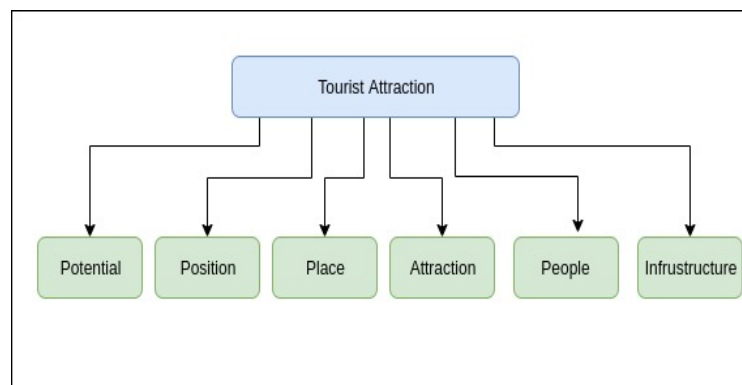 Tourist Attraction
Potential
Position
Place
Attraction
People
Infrustructure